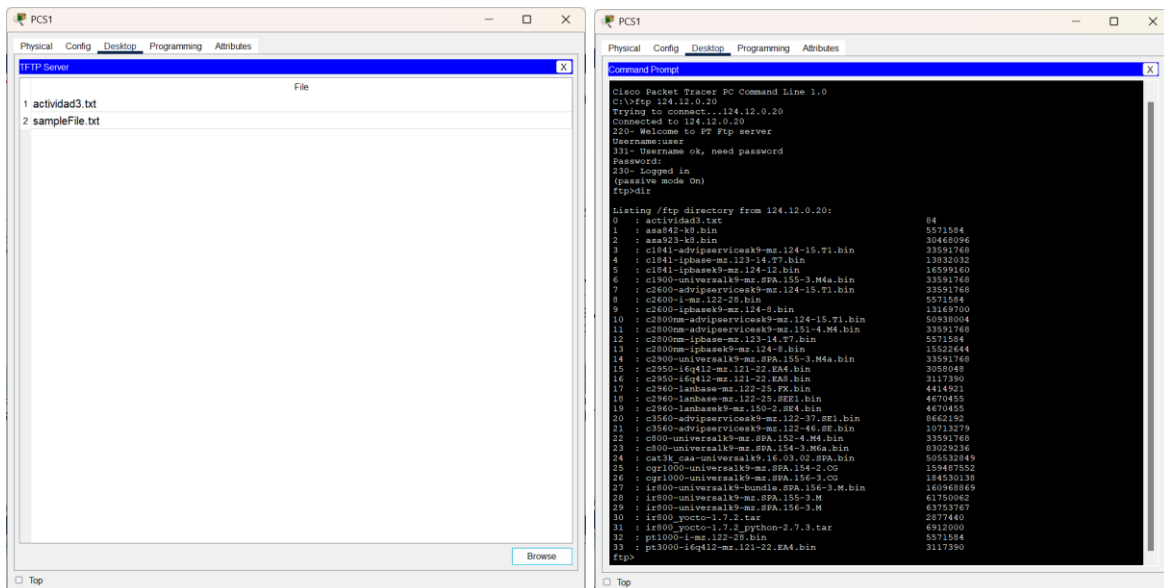 PCS1
Physical Config Desktop Programming Attributes
TFTP Server X
File
1 actividad3.txt
2 sampleFile.txt
Browse
Top
PCS1
Physical Config Desktop Programming Attributes
Command Prompt X
Cisco Packet Tracer PC Command Line 1.0
C:\>ftp 124.12.0.20
Trying to connect...124.12.0.20
Connected to 124.12.0.20
220- Welcome to PT Ftp server
Username:user
331- Username ok, need password
Password:
230- Logged in
(passive mode On)
ftp>dir
Listing /ftp directory from 124.12.0.20:
0 : actividad3.txt 84
1 : asa842-k8.bin 5571584
2 : asa923-k8.bin 30468096
3 : c1841-advipservicesk9-mz.124-15.T1.bin 33591768
4 : c1841-ipbase-mz.123-14.T7.bin 13832032
5 : c1841-ipbasek9-mz.124-12.bin 16599160
6 : c1900-universalk9-mz.SPA.155-3.M4a.bin 33591768
7 : c2600-advipservicesk9-mz.124-15.T1.bin 33591768
8 : c2600-i-mz.122-28.bin 5571584
9 : c2600-ipbasek9-mz.124-8.bin 13169700
10 : c2800nm-advipservicesk9-mz.124-15.T1.bin 50938004
11 : c2800nm-advipservicesk9-mz.151-4.M4.bin 33591768
12 : c2800nm-ipbase-mz.123-14.T7.bin 5571584
13 : c2800nm-ipbasek9-mz.124-8.bin 15522644
14 : c2900-universalk9-mz.SPA.155-3.M4a.bin 33591768
15 : c2950-i6q4l2-mz.121-22.EA4.bin 3058048
16 : c2950-i6q4l2-mz.121-22.EA8.bin 3117390
17 : c2960-lanbase-mz.122-25.FX.bin 4414921
18 : c2960-lanbase-mz.122-25.SEE1.bin 4670455
19 : c2960-lanbasek9-mz.150-2.SE4.bin 4670455
20 : c3560-advipservicesk9-mz.122-37.SE1.bin 8662192
21 : c3560-advipservicesk9-mz.122-46.SE.bin 10713279
22 : c800-universalk9-mz.SPA.152-4.M4.bin 33591768
23 : c800-universalk9-mz.SPA.154-3.M6a.bin 83029236
24 : cat3k_caa-universalk9.16.03.02.SPA.bin 505532849
25 : cgr1000-universalk9-mz.SPA.154-2.CG 159487552
26 : cgr1000-universalk9-mz.SPA.156-3.CG 184530138
27 : ir800-universalk9-bundle.SPA.156-3.M.bin 160968869
28 : ir800-universalk9-mz.SPA.155-3.M 61750062
29 : ir800-universalk9-mz.SPA.156-3.M 63753767
30 : ir800_yocto-1.7.2.tar 2877440
31 : ir800_yocto-1.7.2_python-2.7.3.tar 6912000
32 : pt1000-i-mz.122-28.bin 5571584
33 : pt3000-i6q4l2-mz.121-22.EA4.bin 3117390
ftp>
Top